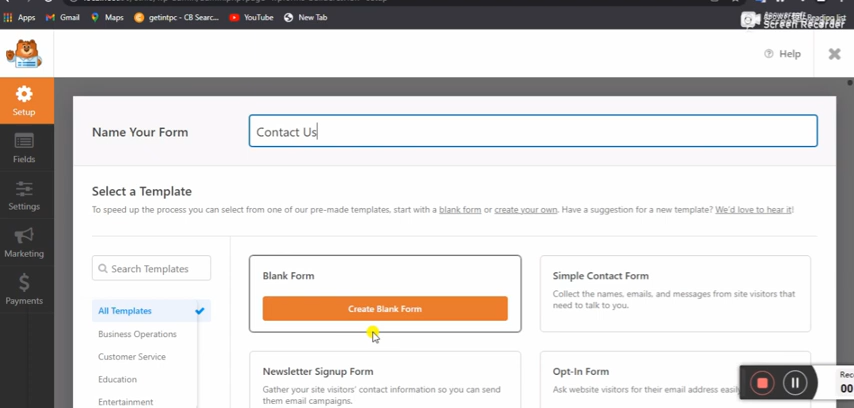 Apps Gmail Maps getintpc - CB Searc... YouTube New Tab Reading list
Screen Recorder
Help
Setup
Name Your Form
Contact Us
Fields
Select a Template
To speed up the process you can select from one of our pre-made templates, start with a blank form or create your own. Have a suggestion for a new template? We'd love to hear it!
Settings
Marketing
Payments
Search Templates
All Templates
Business Operations
Customer Service
Education
Entertainment
Blank Form
Create Blank Form
Simple Contact Form
Collect the names, emails, and messages from site visitors that
need to talk to you.
Newsletter Signup Form
Gather your site visitors' contact information so you can send
them email campaigns.
Opt-In Form
Ask website visitors for their email address easily
Rec
00